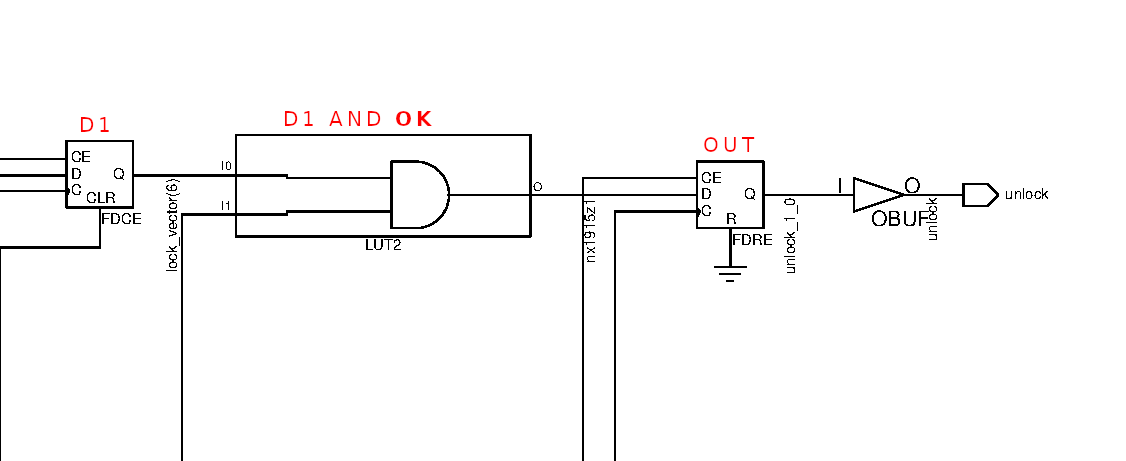 D1
CE
D
C
Q
CLR
FDCE
lock_vector(6)
D1 AND OK
I0
I1
O
LUT2
nx1915z1
OUT
CE
D
C
Q
R
FDRE
unlock_1_0
I
O
OBUF
unlock
unlock